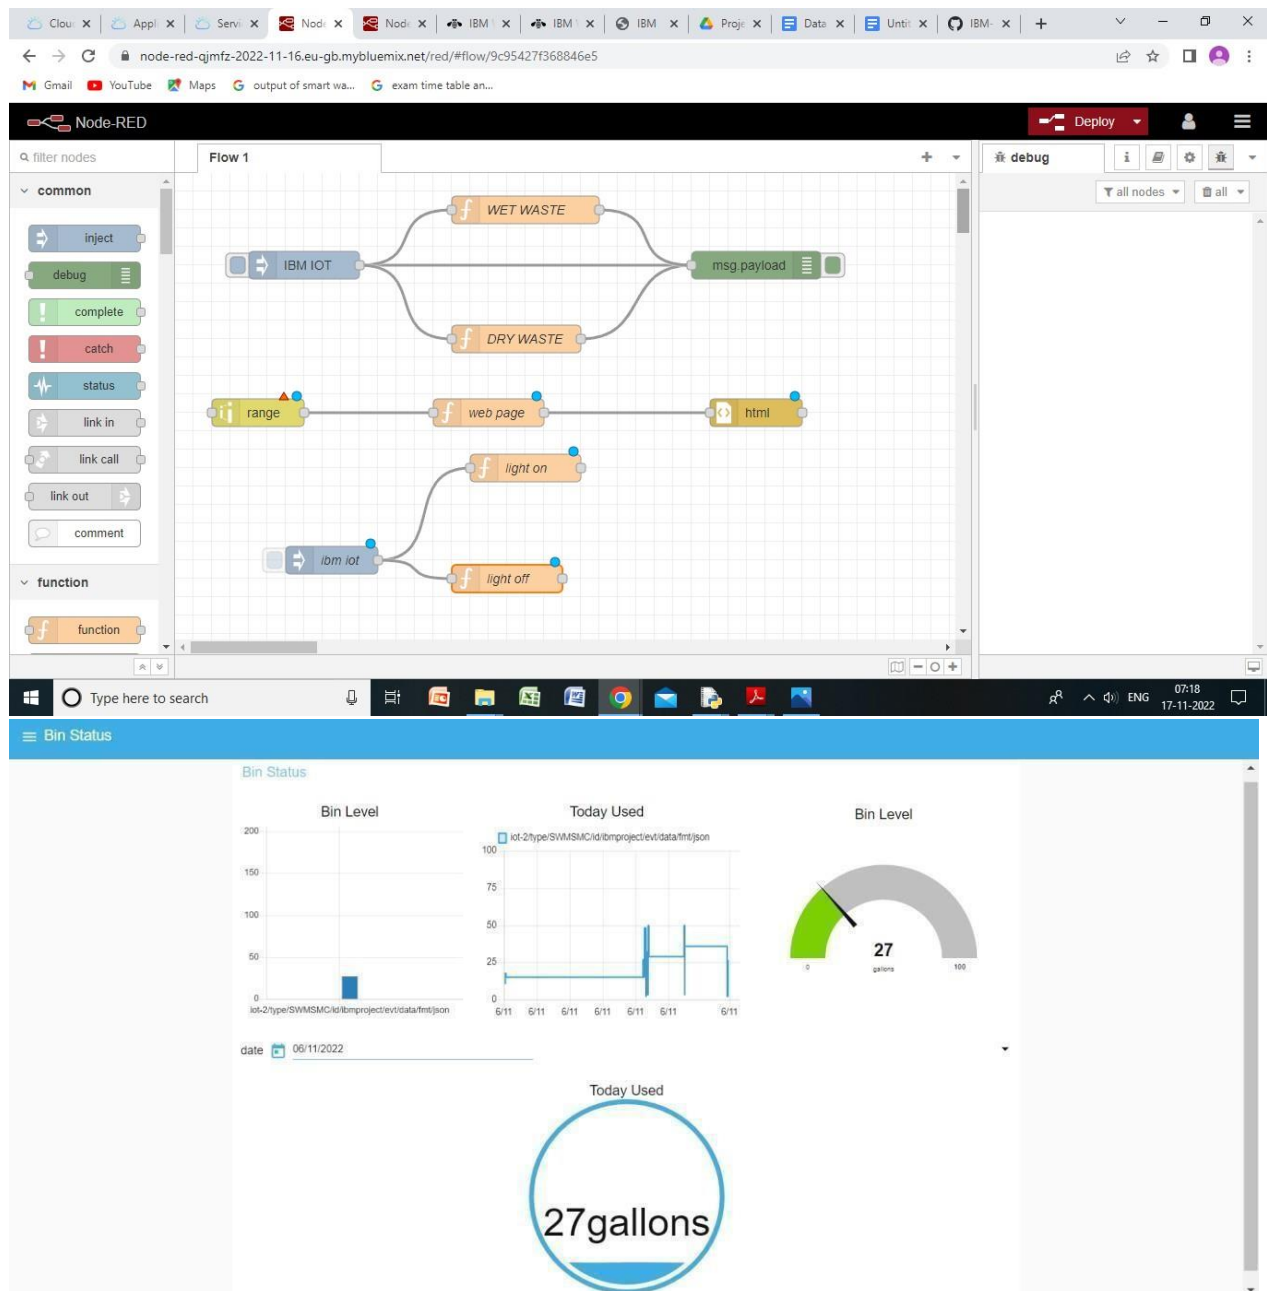 Clou Appl Servi Node Node IBM IBM IBM Proje Data Unti IBM-
node-red-qjmfz-2022-11-16.eu-gb.mybluemix.net/red/#flow/9c95427f368846e5
Gmail YouTube Maps output of smart wa... exam time table an...
Node-RED Deploy
filter nodes Flow 1 debug
all nodes all
common
inject
debug
complete
catch
status
link in
link call
link out
comment
function
function
WET WASTE
IBM IOT msg.payload
DRY WASTE
range web page html
light on
ibm iot
light off
Type here to search ENG 07:18
17-11-2022
Bin Status
Bin Status
Bin Level Today Used Bin Level
iot-2/type/SWMSMC/id/ibmproject/evt/data/fmt/json
200
150
100
50
0
iot-2/type/SWMSMC/id/ibmproject/evt/data/fmt/json
100
75
50
25
0
6/11 6/11 6/11 6/11 6/11 6/11 6/11
27
gallons
0 100
date 06/11/2022
Today Used
27gallons